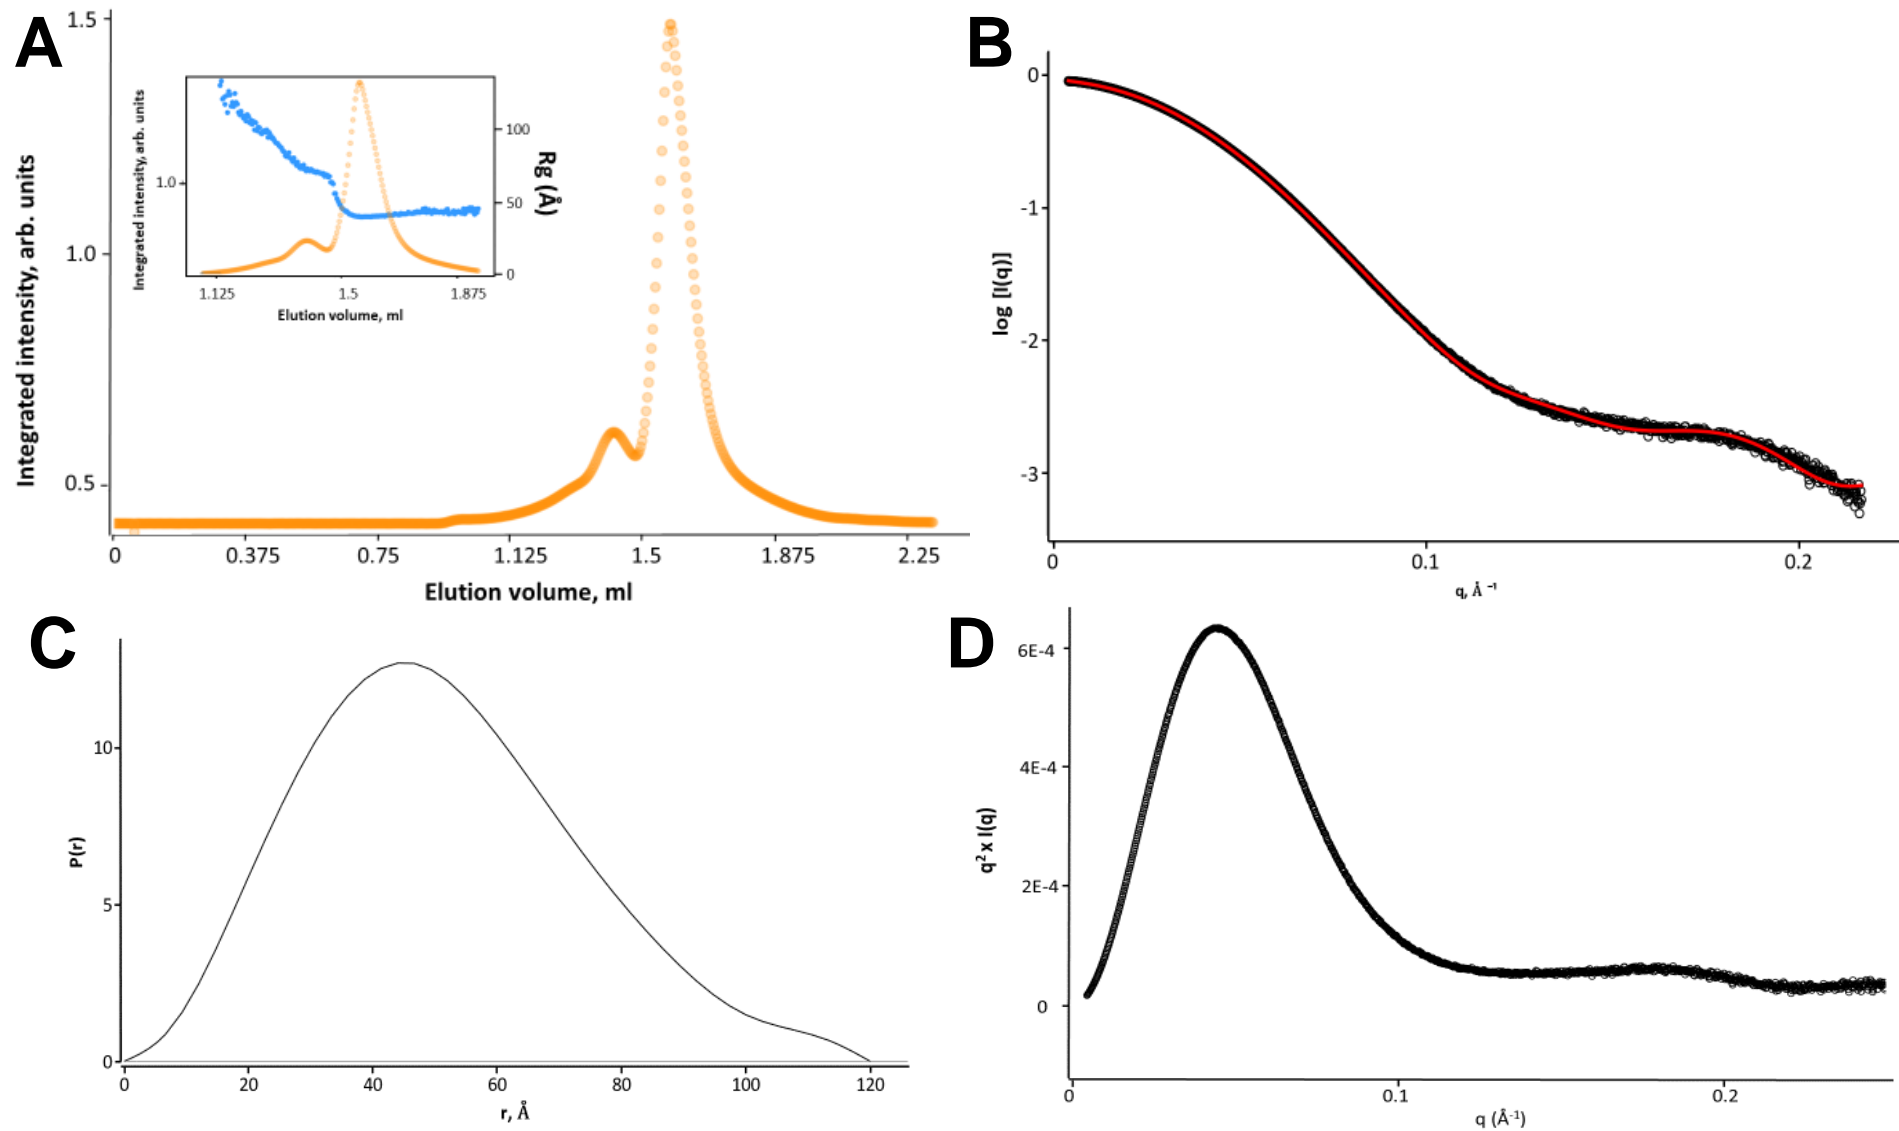 A
1.5
1.0
0.5
Integrated intensity, arb. units
0
0.375
0.75
1.125
1.5
1.875
2.25
Elution volume, ml
Integrated intensity, arb. units
1.0
100
50
0
Rg (Å)
1.125
1.5
1.875
Elution volume, ml
B
0
-1
-2
-3
log [I(q)]
0
0.1
0.2
q, Å ⁻¹
C
10
5
0
P(r)
0
20
40
60
80
100
120
r, Å
D
6E-4
4E-4
2E-4
0
q² x I(q)
0
0.1
0.2
q (Å⁻¹)